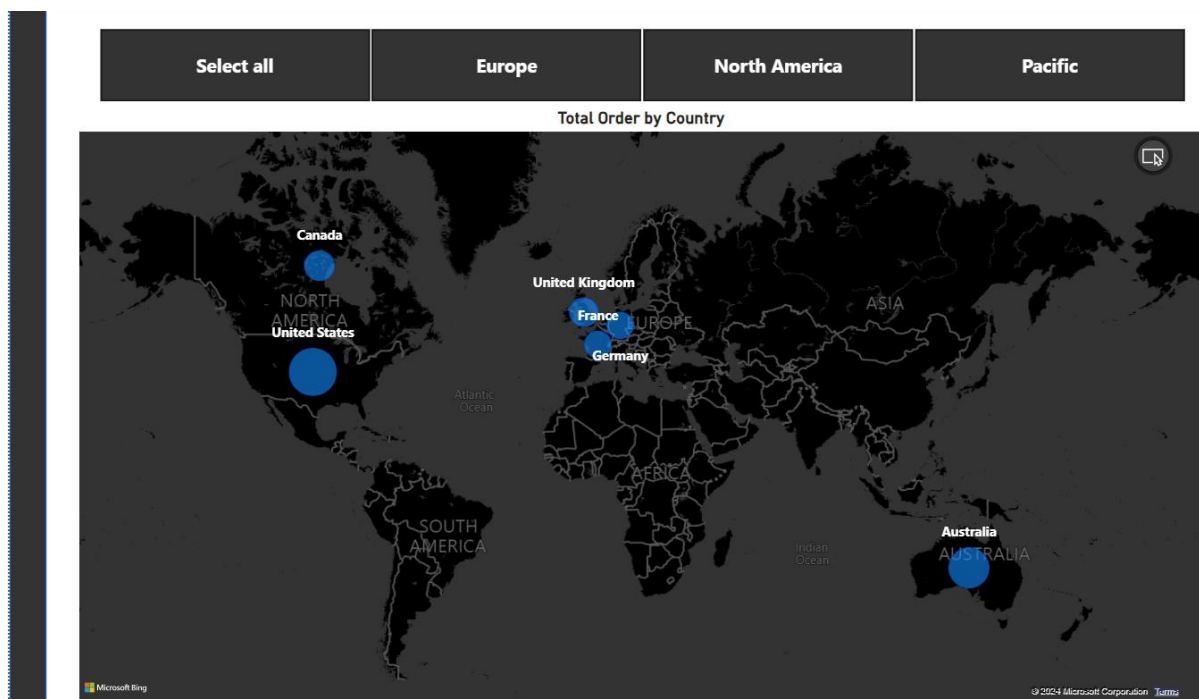 Select all
Europe
North America
Pacific
Total Order by Country
Canada
United Kingdom
NORTH
AMERICA
ASIA
France
EUROPE
United States
Germany
Atlantic
Ocean
AFRICA
SOUTH
AMERICA
Australia
Indian
Ocean
AUSTRALIA
Microsoft Bing
© 2024 Microsoft Corporation Terms